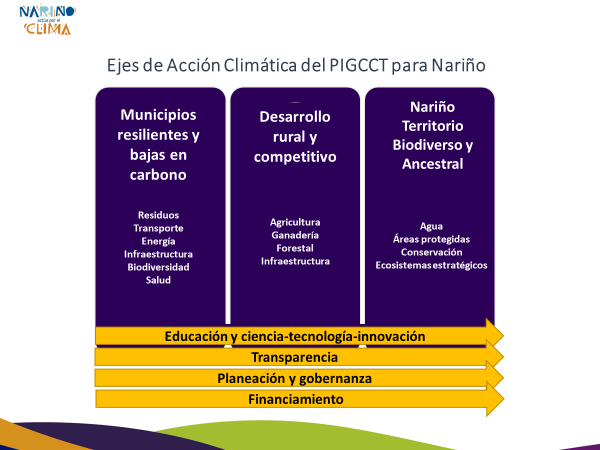 NARIÑO
actúa por el
CLIMA
Ejes de Acción Climática del PIGCCT para Nariño
Municipios
resilientes y
bajas en
carbono
Residuos
Transporte
Energía
Infraestructura
Biodiversidad
Salud
Desarrollo
rural y
competitivo
Agricultura
Ganadería
Forestal
Infraestructura
Nariño
Territorio
Biodiverso y
Ancestral
Agua
Áreas protegidas
Conservación
Ecosistemas estratégicos
Educación y ciencia-tecnología-innovación
Transparencia
Planeación y gobernanza
Financiamiento